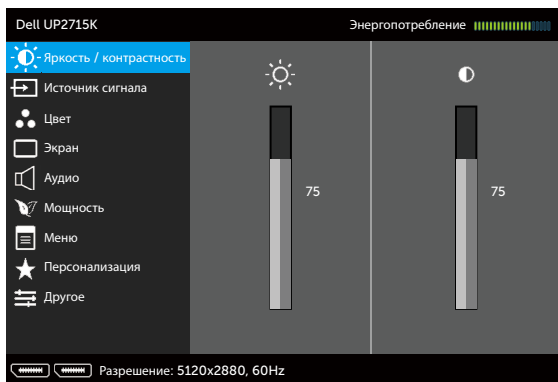 Dell UP2715K
Энергопотребление
Яркость / контрастность
Источник сигнала
Цвет
Экран
Аудио
Мощность
Меню
Персонализация
Другое
75
75
Разрешение: 5120x2880, 60Hz